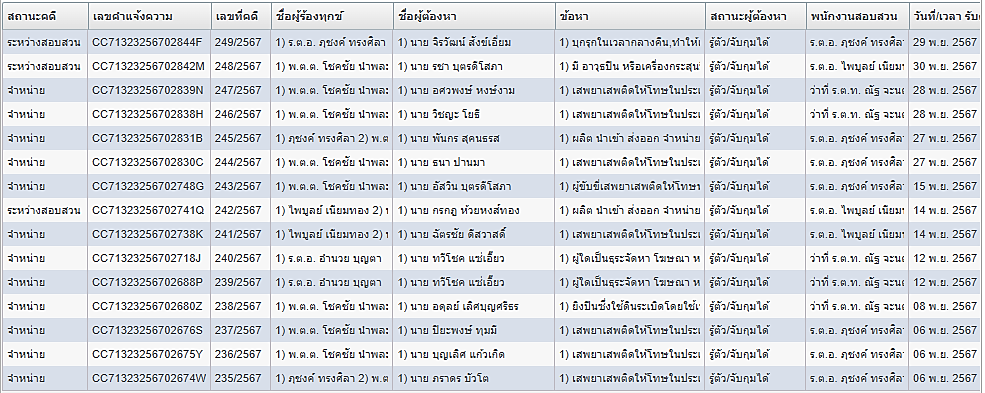 สถานะคดี เลขคำแจ้งความ เลขที่คดี ชื่อผู้ร้องทุกข์ ชื่อผู้ต้องหา ข้อหา สถานะผู้ต้องหา พนักงานสอบสวน วันที่/เวลา รับ
ระหว่างสอบสวน CC71323256702844F 249/2567 1) ร.ต.อ. ภุชงค์ ทรงศิลา 1) นาย จิรวัฒน์ สังข์เอี่ยม 1) บุกรุกในเวลากลางคืน,ทำให้ รู้ตัว/จับกุมได้ ร.ต.อ. ภุชงค์ ทรงศิล 29 พ.ย. 2567
ระหว่างสอบสวน CC71323256702842M 248/2567 1) พ.ต.ต. โชคชัย นำพละ 1) นาย รชา บุตรดีโสภา 1) มี อาวุธปืน หรือเครื่องกระสุน รู้ตัว/จับกุมได้ ร.ต.อ. ไพบูลย์ เนียม 30 พ.ย. 2567
จำหน่าย CC71323256702839N 247/2567 1) พ.ต.ต. โชคชัย นำพละ 1) นาย อศวพงษ์ หงษ์งาม 1) เสพยาเสพติดให้โทษในประเ รู้ตัว/จับกุมได้ ว่าที่ ร.ต.ท. ณัฐ จะน 28 พ.ย. 2567
จำหน่าย CC71323256702838H 246/2567 1) พ.ต.ต. โชคชัย นำพละ 1) นาย วิชญะ โยธี 1) เสพยาเสพติดให้โทษในประเ รู้ตัว/จับกุมได้ ว่าที่ ร.ต.ท. ณัฐ จะน 28 พ.ย. 2567
จำหน่าย CC71323256702831B 245/2567 1) ภุชงค์ ทรงศิลา 2) พ.ต 1) นาย พันกร สุคนธรส 1) ผลิต นำเข้า ส่งออก จำหน่าย รู้ตัว/จับกุมได้ ร.ต.อ. ภุชงค์ ทรงศิล 27 พ.ย. 2567
จำหน่าย CC71323256702830C 244/2567 1) พ.ต.ต. โชคชัย นำพละ 1) นาย ธนา ปานมา 1) เสพยาเสพติดให้โทษในประเ รู้ตัว/จับกุมได้ ร.ต.อ. ภุชงค์ ทรงศิล 27 พ.ย. 2567
จำหน่าย CC71323256702748G 243/2567 1) พ.ต.ต. โชคชัย นำพละ 1) นาย อัสวิน บุตรดีโสภา 1) ผู้ขับขี่เสพยาเสพติดให้โทษ รู้ตัว/จับกุมได้ ร.ต.อ. ภุชงค์ ทรงศิล 15 พ.ย. 2567
ระหว่างสอบสวน CC71323256702741Q 242/2567 1) ไพบูลย์ เนียมทอง 2) 1) นาย กรกฎ ห้วยหงส์ทอง 1) ผลิต นำเข้า ส่งออก จำหน่าย รู้ตัว/จับกุมได้ ร.ต.อ. ไพบูลย์ เนียม 14 พ.ย. 2567
จำหน่าย CC71323256702738K 241/2567 1) ไพบูลย์ เนียมทอง 2) 1) นาย ฉัตรชัย ดิสวาสดิ์ 1) เสพยาเสพติดให้โทษในประเ รู้ตัว/จับกุมได้ ร.ต.อ. ไพบูลย์ เนียม 14 พ.ย. 2567
จำหน่าย CC71323256702718J 240/2567 1) ร.ต.อ. อำนวย บุญตา 1) นาย ทวีโชค แซ่เอี๊ยว 1) ผู้ใดเป็นธุระจัดหา โฆษณา ห รู้ตัว/จับกุมได้ ว่าที่ ร.ต.ท. ณัฐ จะน 12 พ.ย. 2567
จำหน่าย CC71323256702688P 239/2567 1) ร.ต.อ. อำนวย บุญตา 1) นาย ทวีโชค แซ่เอี๊ยว 1) ผู้ใดเป็นธุระจัดหา โฆษณา ห รู้ตัว/จับกุมได้ ว่าที่ ร.ต.ท. ณัฐ จะน 12 พ.ย. 2567
จำหน่าย CC71323256702680Z 238/2567 1) พ.ต.ต. โชคชัย นำพละ 1) นาย อดุลย์ เลิศบุญศรีธร 1) ยิงปืนซึ่งใช้ดินระเบิดโดยใช่เ รู้ตัว/จับกุมได้ ว่าที่ ร.ต.ท. ณัฐ จะน 08 พ.ย. 2567
จำหน่าย CC71323256702676S 237/2567 1) พ.ต.ต. โชคชัย นำพละ 1) นาย ปิยะพงษ์ ทุมมี 1) เสพยาเสพติดให้โทษในประเ รู้ตัว/จับกุมได้ ร.ต.อ. ภุชงค์ ทรงศิล 06 พ.ย. 2567
จำหน่าย CC71323256702675Y 236/2567 1) พ.ต.ต. โชคชัย นำพละ 1) นาย บุญเลิศ แก้วเกิด 1) เสพยาเสพติดให้โทษในประเ รู้ตัว/จับกุมได้ ร.ต.อ. ภุชงค์ ทรงศิล 06 พ.ย. 2567
จำหน่าย CC71323256702674W 235/2567 1) ภุชงค์ ทรงศิลา 2) พ.ต 1) นาย ภราดร บัวโต 1) เสพยาเสพติดให้โทษในประเ รู้ตัว/จับกุมได้ ร.ต.อ. ภุชงค์ ทรงศิล 06 พ.ย. 2567